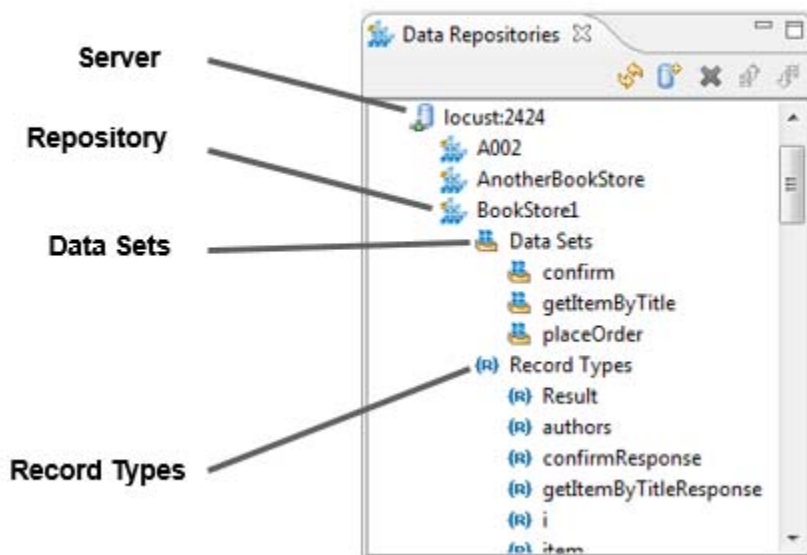 Server
Repository
Data Sets
Record Types
Data Repositories
locust:2424
A002
AnotherBookStore
BookStore1
Data Sets
confirm
getItemByTitle
placeOrder
(R) Record Types
(R) Result
(R) authors
(R) confirmResponse
(R) getItemByTitleResponse
(R) i
(R) item